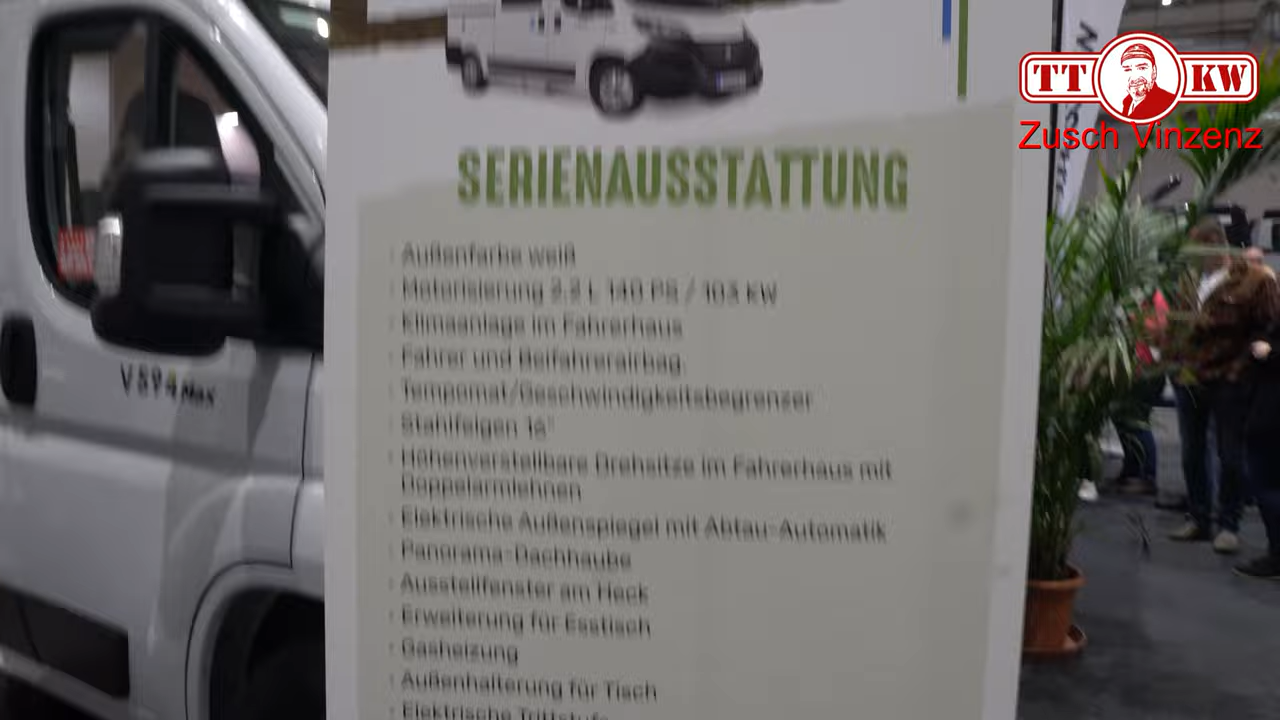 TT KW
Zusch Vinzenz
SERIENAUSSTATTUNG
· Außenfarbe weiß
· Motorisierung 2.2 l, 140 PS / 103 KW
· Klimaanlage im Fahrerhaus
· Fahrer und Beifahrerairbag
· Tempomat/Geschwindigkeitsbegrenzer
· Stahlfelgen 16"
· Höhenverstellbare Drehsitze im Fahrerhaus mit
Doppelarmlehnen
· Elektrische Außenspiegel mit Abtau-Automatik
· Panorama-Dachhaube
· Ausstellfenster am Heck
· Erweiterung für Esstisch
· Gasheizung
· Außenhalterung für Tisch
· Elektrische Trittstufe
V594 Max